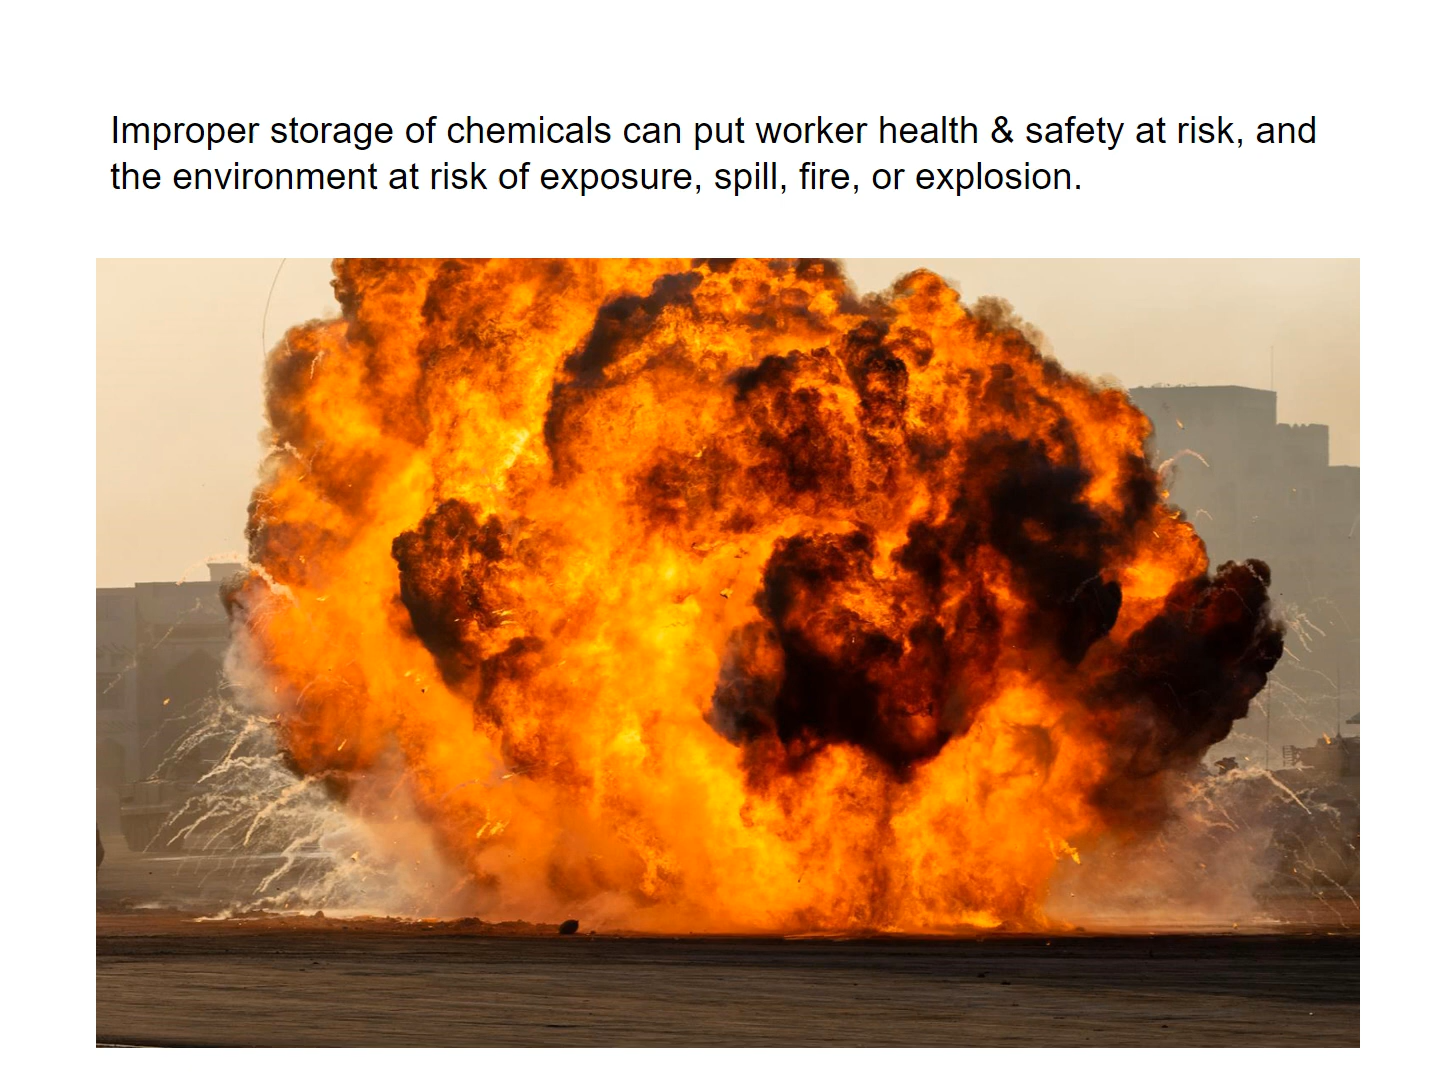 Improper storage of chemicals can put worker health & safety at risk, and
the environment at risk of exposure, spill, fire, or explosion.